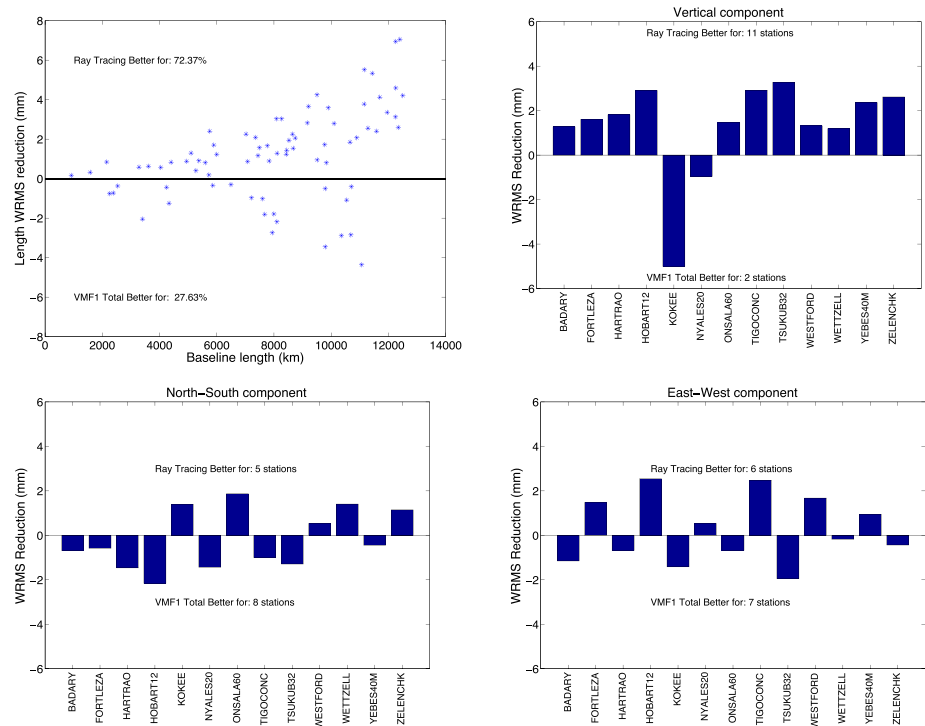 8
6
4
2
0
−2
−4
−6
−8
Length WRMS reduction (mm)
Ray Tracing Better for: 72.37%
VMF1 Total Better for: 27.63%
0 2000 4000 6000 8000 10000 12000 14000
Baseline length (km)
Vertical component
Ray Tracing Better for: 11 stations
6
4
2
0
−2
−4
−6
WRMS Reduction (mm)
VMF1 Total Better for: 2 stations
BADARY
FORTLEZA
HARTRAO
HOBART12
KOKEE
NYALES20
ONSALA60
TIGOCONC
TSUKUB32
WESTFORD
WETTZELL
YEBES40M
ZELENCHK
North−South component
6
4
2
0
−2
−4
−6
WRMS Reduction (mm)
Ray Tracing Better for: 5 stations
VMF1 Total Better for: 8 stations
BADARY
FORTLEZA
HARTRAO
HOBART12
KOKEE
NYALES20
ONSALA60
TIGOCONC
TSUKUB32
WESTFORD
WETTZELL
YEBES40M
ZELENCHK
East−West component
6
4
2
0
−2
−4
−6
WRMS Reduction (mm)
Ray Tracing Better for: 6 stations
VMF1 Total Better for: 7 stations
BADARY
FORTLEZA
HARTRAO
HOBART12
KOKEE
NYALES20
ONSALA60
TIGOCONC
TSUKUB32
WESTFORD
WETTZELL
YEBES40M
ZELENCHK